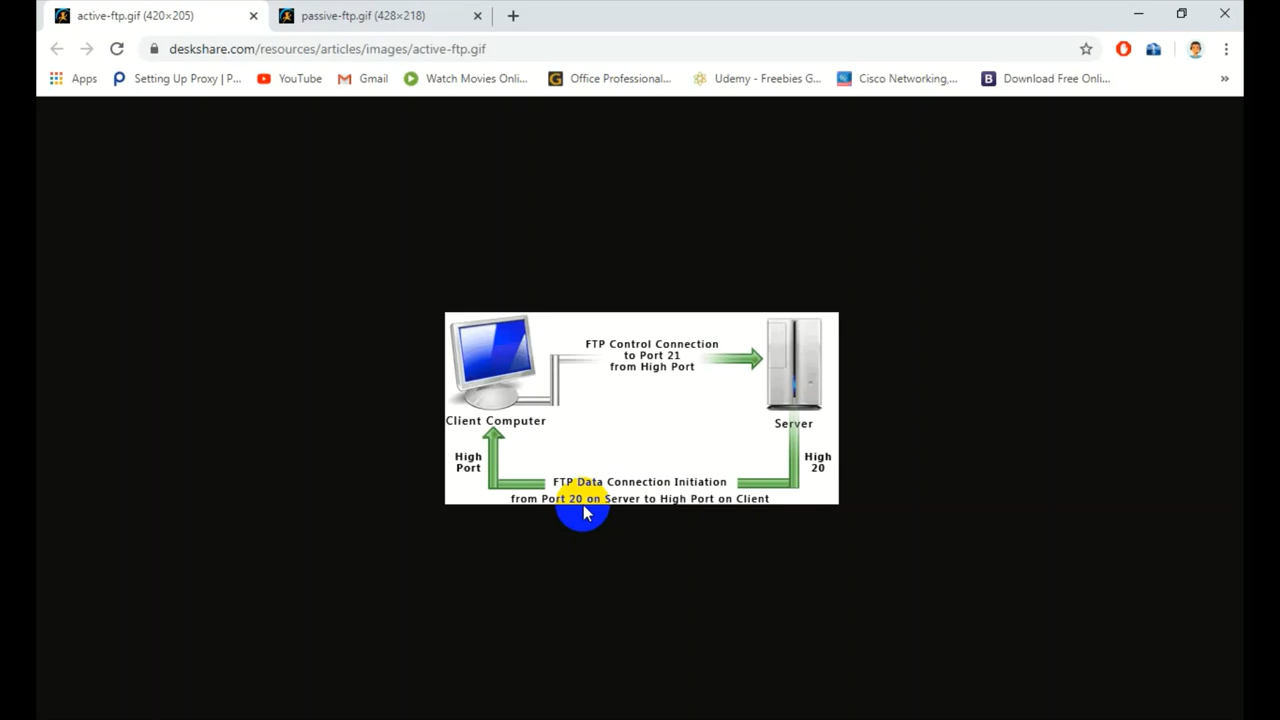 active-ftp.gif (420×205)
passive-ftp.gif (428×218)
deskshare.com/resources/articles/images/active-ftp.gif
Apps
Setting Up Proxy | P...
YouTube
Gmail
Watch Movies Onli...
G
Office Professional...
Udemy - Freebies G...
Cisco Networking,...
B
Download Free Onli...
»
FTP Control Connection
to Port 21
from High Port
Client Computer
Server
High
Port
High
20
FTP Data Connection Initiation
from Port 20 on Server to High Port on Client